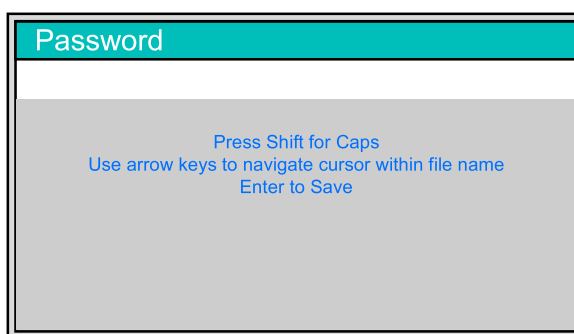 Password
Press Shift for Caps
Use arrow keys to navigate cursor within file name
Enter to Save